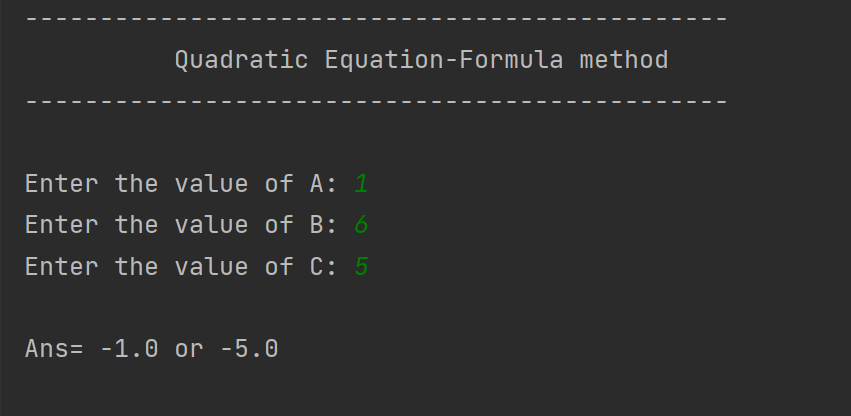 -----------------------------------------------
Quadratic Equation-Formula method
-----------------------------------------------
Enter the value of A: 1
Enter the value of B: 6
Enter the value of C: 5
Ans= -1.0 or -5.0